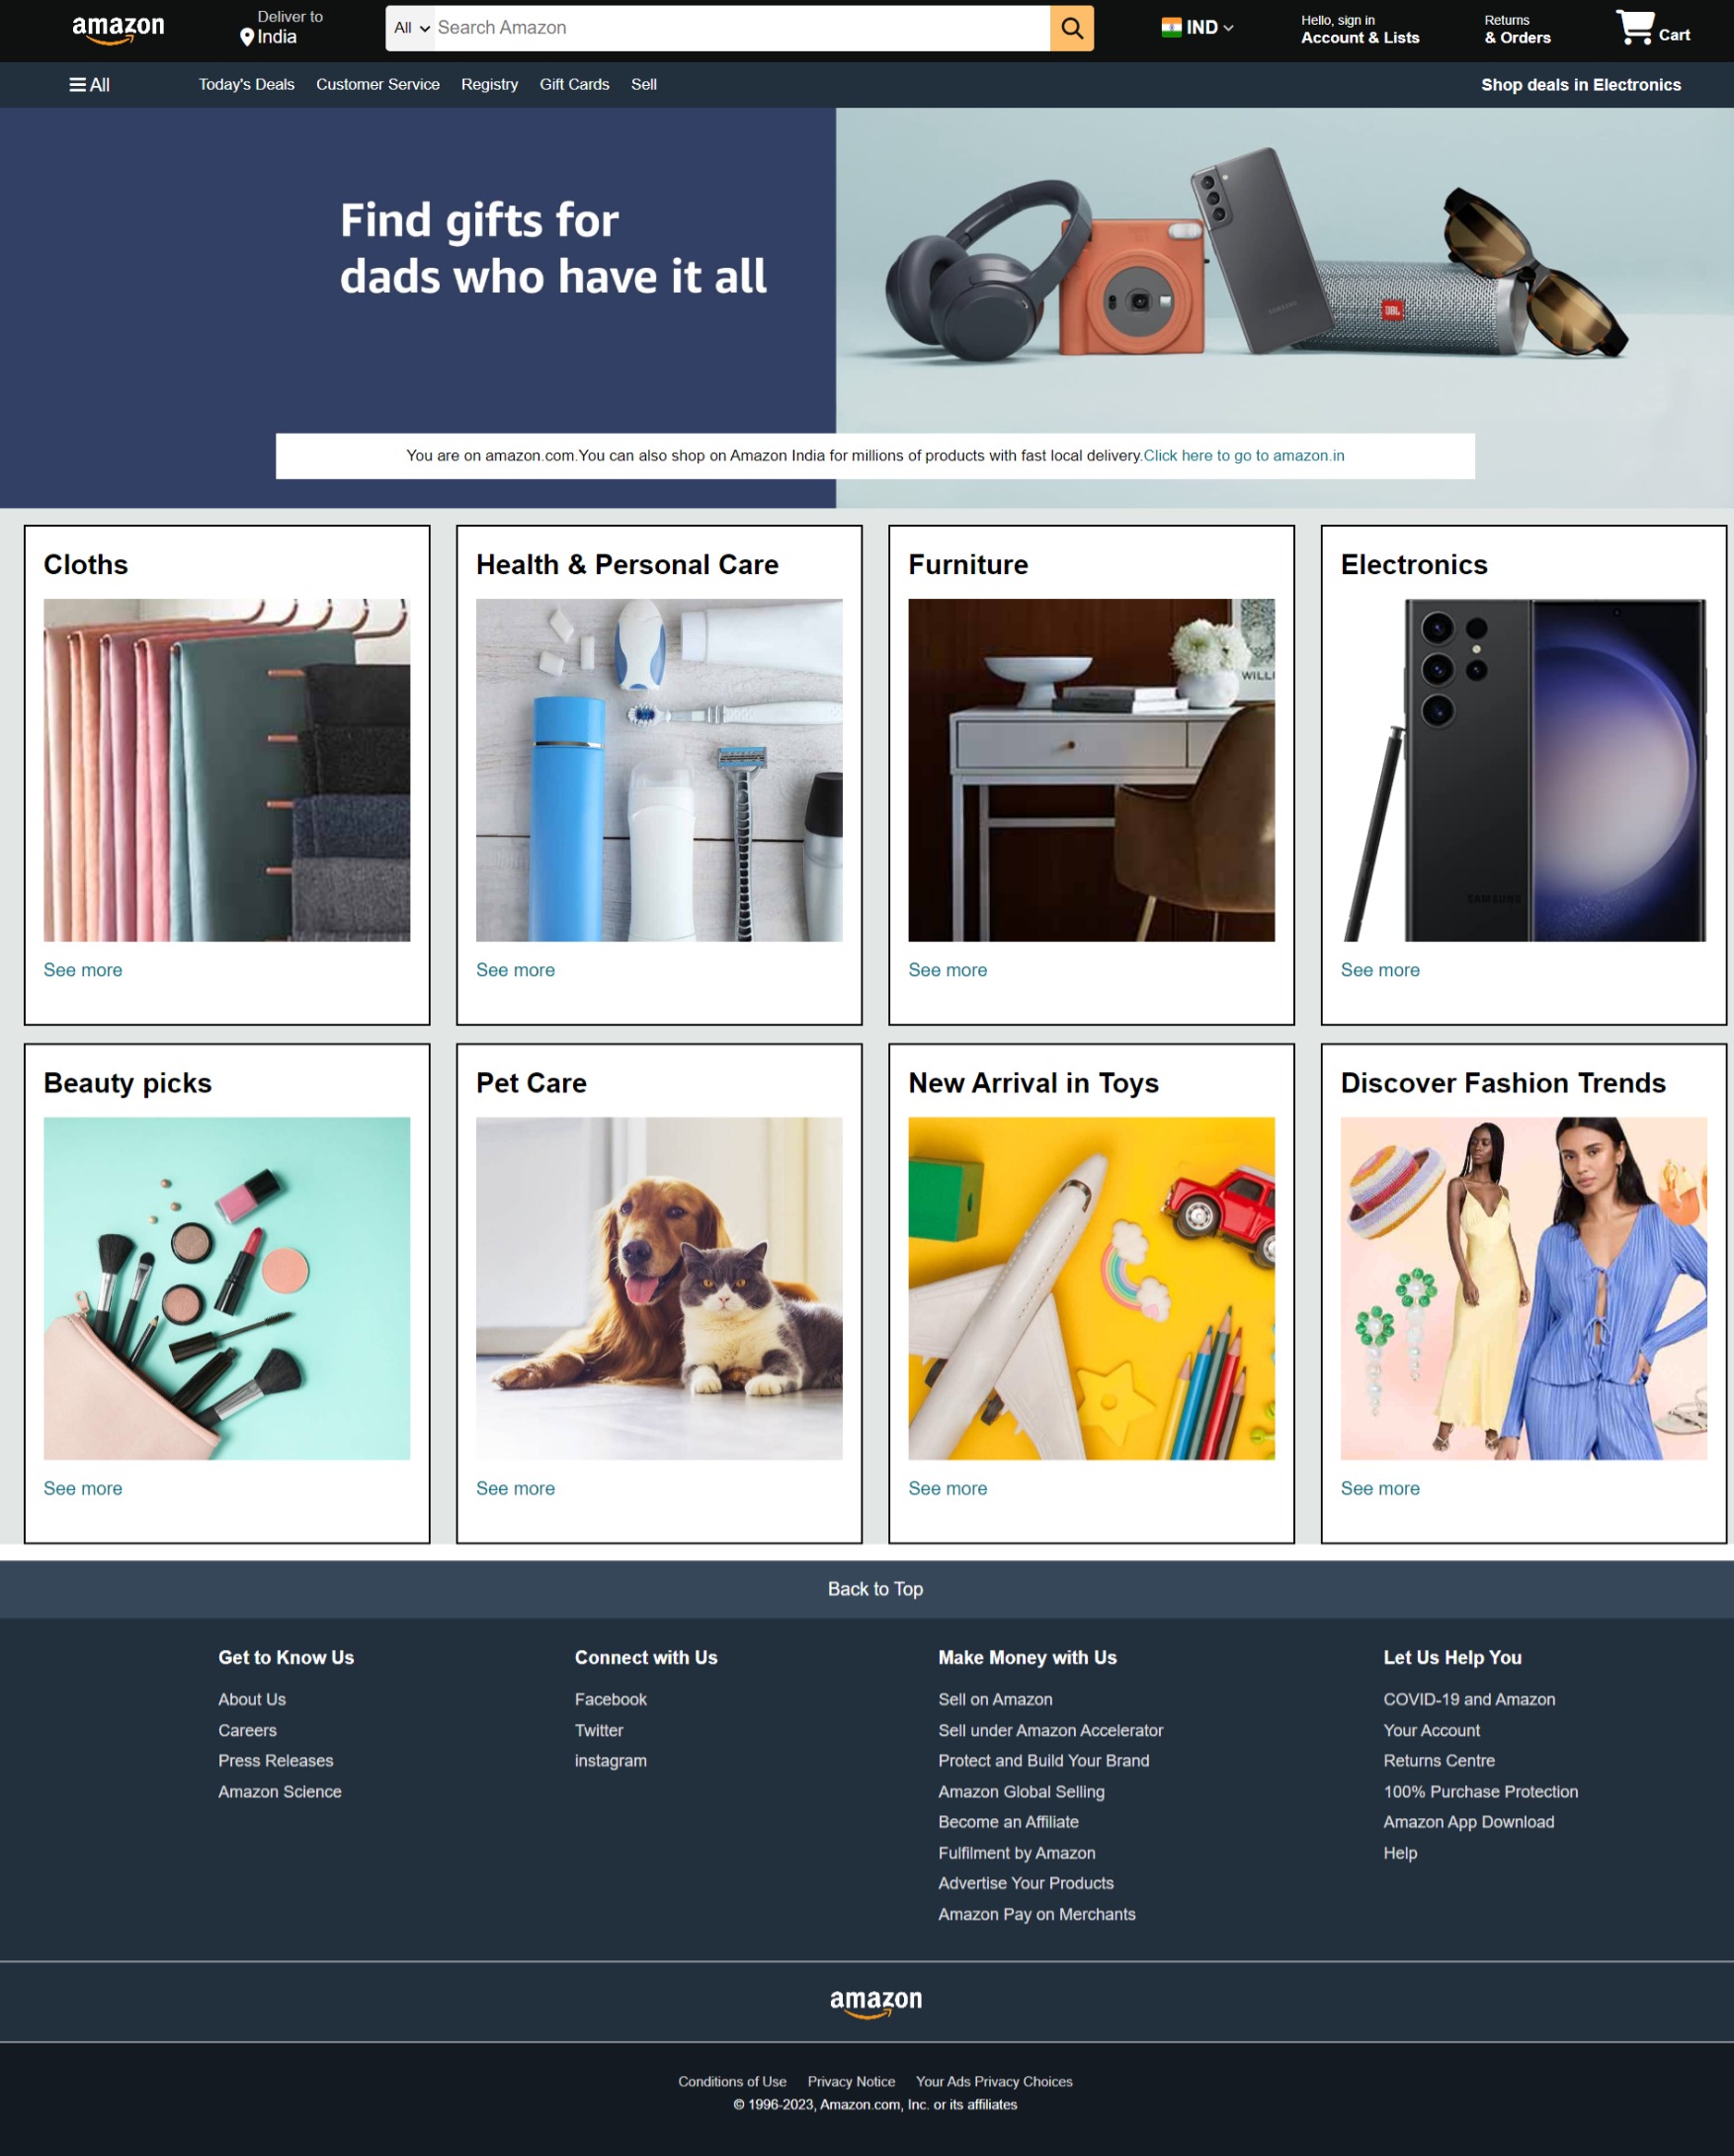 amazon
Deliver to
India
All
Search Amazon
IND
Hello, sign in
Account & Lists
Returns
& Orders
Cart
All
Today's Deals
Customer Service
Registry
Gift Cards
Sell
Shop deals in Electronics
Find gifts for
dads who have it all
SAMSUNG
JBL
You are on amazon.com.You can also shop on Amazon India for millions of products with fast local delivery.Click here to go to amazon.in
Cloths
Health & Personal Care
Furniture
Electronics
WILLI
SAMSUNG
See more
See more
See more
See more
Beauty picks
Pet Care
New Arrival in Toys
Discover Fashion Trends
See more
See more
See more
See more
Back to Top
Get to Know Us
About Us
Careers
Press Releases
Amazon Science
Connect with Us
Facebook
Twitter
instagram
Make Money with Us
Sell on Amazon
Sell under Amazon Accelerator
Protect and Build Your Brand
Amazon Global Selling
Become an Affiliate
Fulfilment by Amazon
Advertise Your Products
Amazon Pay on Merchants
Let Us Help You
COVID-19 and Amazon
Your Account
Returns Centre
100% Purchase Protection
Amazon App Download
Help
amazon
Conditions of Use
Privacy Notice
Your Ads Privacy Choices
© 1996-2023, Amazon.com, Inc. or its affiliates